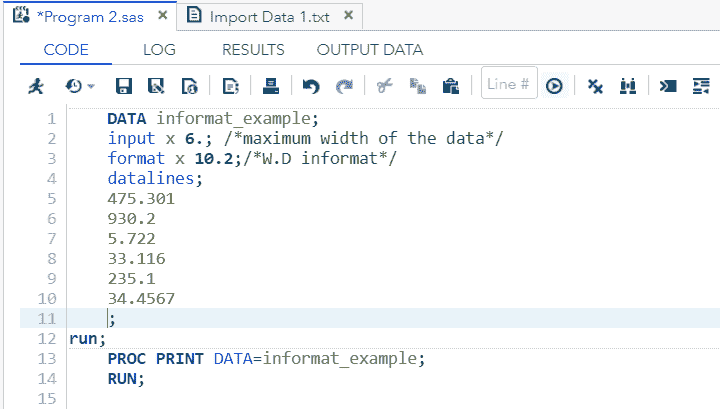 *Program 2.sas × Import Data 1.txt ×
CODE LOG RESULTS OUTPUT DATA
Line #
1 DATA informat_example;
2 input x 6.; /*maximum width of the data*/
3 format x 10.2;/*W.D informat*/
4 datalines;
5 475.301
6 930.2
7 5.722
8 33.116
9 235.1
10 34.4567
11 ;
12 run;
13 PROC PRINT DATA=informat_example;
14 RUN;
15